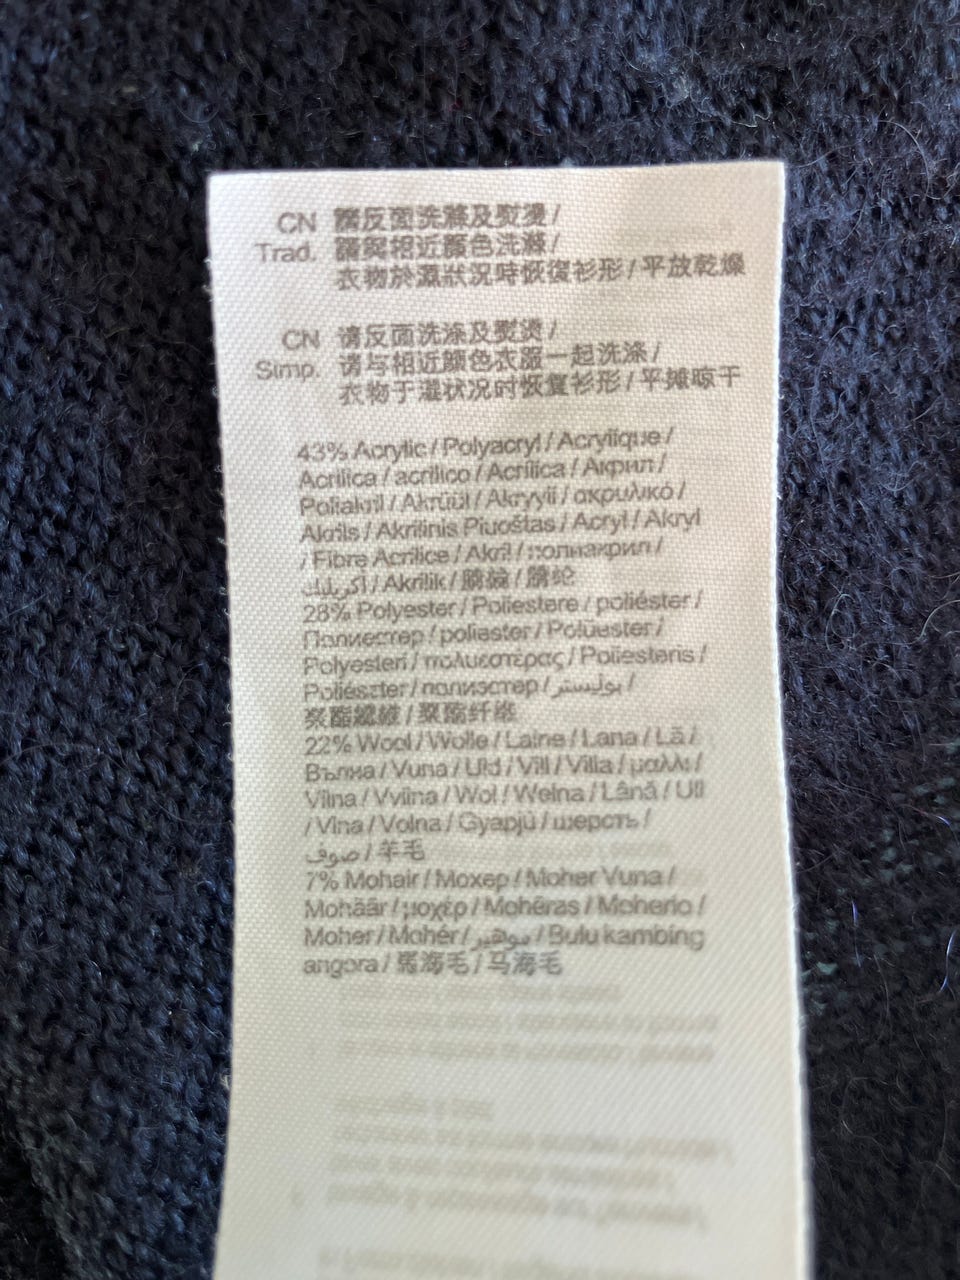 CN 請反面洗滌及熨燙/
Trad. 請與相近顏色洗滌/
衣物於濕狀況時恢復衫形/平放乾燥
CN 请反面洗涤及熨烫/
Simp. 请与相近颜色衣服一起洗涤/
衣物于湿状况时恢复衫形/平摊晾干
43% Acrylic / Polyacryl / Acrylique /
Acrílica / acrilico / Acrílica / Акрил /
Poliakril / Akrüül / Akryyli / ακρυλικό /
Akrils / Akrilinis Pluoštas / Acryl / Akryl
/ Fibre Acrilice / Akril / полиакрил /
أكريليك / Akrilik / 腈綸 / 腈纶
28% Polyester / Poliestere / poliéster /
Полиестер / poliester / Polüester /
Polyesteri / πολυεστέρας / Poliesteris /
Poliészter / полиэстер / بوليستر /
聚酯纖維 / 聚酯纤维
22% Wool / Wolle / Laine / Lana / Lã /
Вълна / Vuna / Uld / Vill / Villa / μαλλί /
Vilna / Vylna / Wol / Wełna / Lână / Ull
/ Vlna / Volna / Gyapjú / шерсть /
صوف / 羊毛
7% Mohair / Мохер / Moher Vuna /
Mohäär / μοχέρ / Mohēras / Moherio /
Moher / Mohér / موهير / Bulu kambing
angora / 馬海毛 / 马海毛